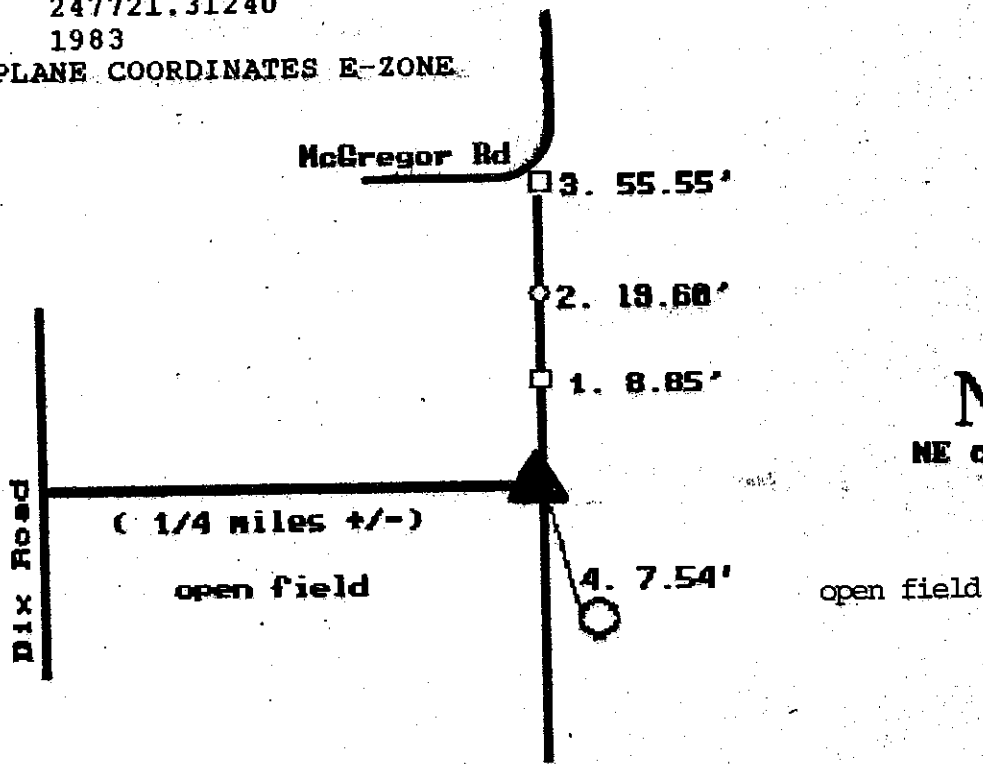 247721.31240
1983
PLANE COORDINATES E-ZONE
McGregor Rd
3. 55.55'
2. 19.60'
1. 8.85'
N
NE
Dix Road
( 1/4 miles +/-)
open field
4. 7.54'
open field